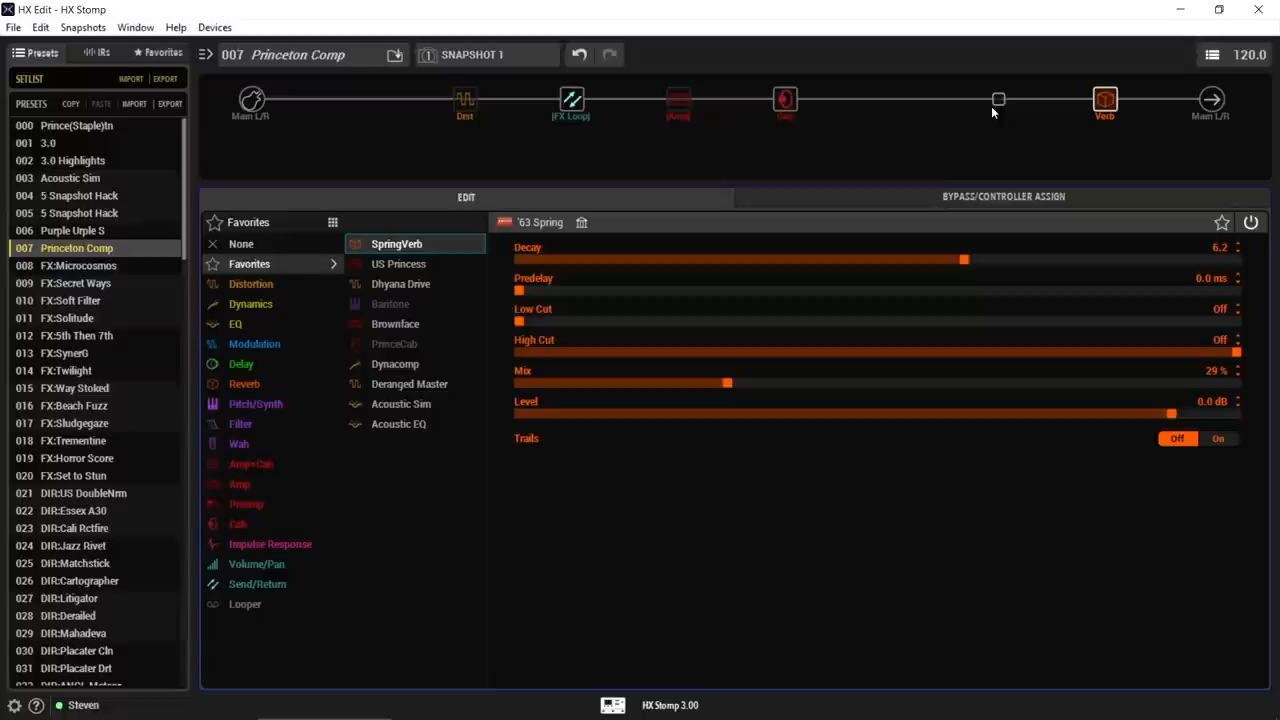 HX Edit - HX Stomp
File Edit Snapshots Window Help Devices
Presets IRs Favorites
007 Princeton Comp
1 SNAPSHOT 1
120.0
SETLIST IMPORT EXPORT
PRESETS COPY PASTE IMPORT EXPORT
000 Prince(Staple)tn
001 3.0
002 3.0 Highlights
003 Acoustic Sim
004 5 Snapshot Hack
005 5 Snapshot Hack
006 Purple Urple S
007 Princeton Comp
008 FX:Microcosmos
009 FX:Secret Ways
010 FX:Soft Filter
011 FX:Solitude
012 FX:5th Then 7th
013 FX:SynerG
014 FX:Twilight
015 FX:Way Stoked
016 FX:Beach Fuzz
017 FX:Sludgegaze
018 FX:Trementine
019 FX:Horror Score
020 FX:Set to Stun
021 DIR:US DoubleNrm
022 DIR:Essex A30
023 DIR:Cali Rctfire
024 DIR:Jazz Rivet
025 DIR:Matchstick
026 DIR:Cartographer
027 DIR:Litigator
028 DIR:Derailed
029 DIR:Mahadeva
030 DIR:Placater Cln
031 DIR:Placater Drt
Main L/R
Dist
|FX Loop|
|Amp|
Cab
Verb
Main L/R
EDIT
BYPASS/CONTROLLER ASSIGN
Favorites
None
Favorites
Distortion
Dynamics
EQ
Modulation
Delay
Reverb
Pitch/Synth
Filter
Wah
Amp+Cab
Amp
Preamp
Cab
Impulse Response
Volume/Pan
Send/Return
Looper
SpringVerb
US Princess
Dhyana Drive
Baritone
Brownface
PrinceCab
Dynacomp
Deranged Master
Acoustic Sim
Acoustic EQ
'63 Spring
Decay 6.2
Predelay 0.0 ms
Low Cut Off
High Cut Off
Mix 29 %
Level 0.0 dB
Trails Off On
Steven
HX Stomp 3.00